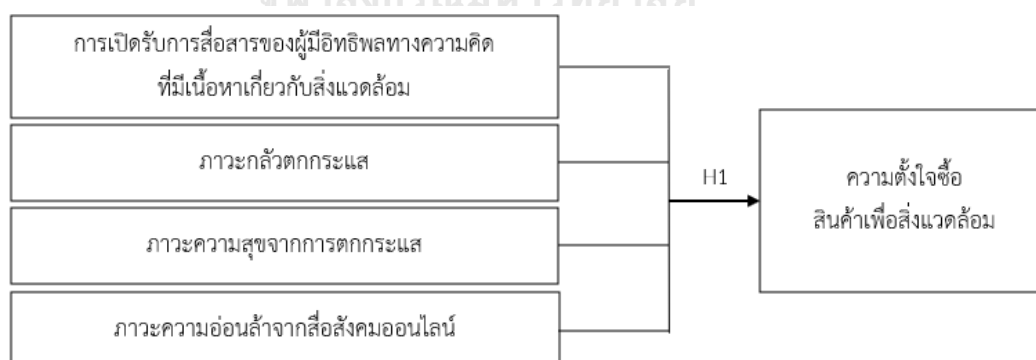 การเปิดรับการสื่อสารของผู้มีอิทธิพลทางความคิด
ที่มีเนื้อหาเกี่ยวกับสิ่งแวดล้อม
ภาวะกลัวตกกระแส
ภาวะความสุขจากการตกกระแส
ภาวะความอ่อนล้าจากสื่อสังคมออนไลน์
H1
ความตั้งใจซื้อ
สินค้าเพื่อสิ่งแวดล้อม